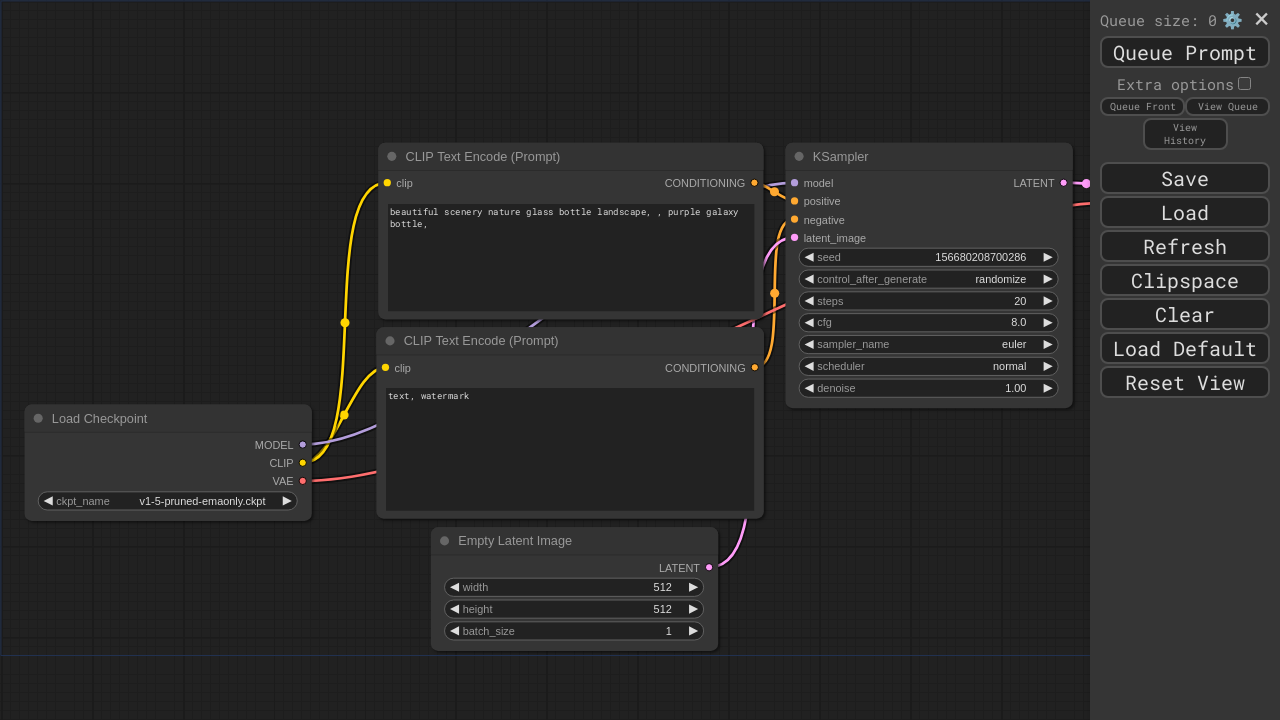 Queue size: 0
Queue Prompt
Extra options
Queue Front
View Queue
View
History
Save
Load
Refresh
Clipspace
Clear
Load Default
Reset View
CLIP Text Encode (Prompt)
clip
CONDITIONING
beautiful scenery nature glass bottle landscape, , purple galaxy
bottle,
KSampler
model
LATENT
positive
negative
latent_image
seed 156680208700286
control_after_generate randomize
steps 20
cfg 8.0
sampler_name euler
scheduler normal
denoise 1.00
CLIP Text Encode (Prompt)
clip
CONDITIONING
text, watermark
Load Checkpoint
MODEL
CLIP
VAE
ckpt_name v1-5-pruned-emaonly.ckpt
Empty Latent Image
LATENT
width 512
height 512
batch_size 1